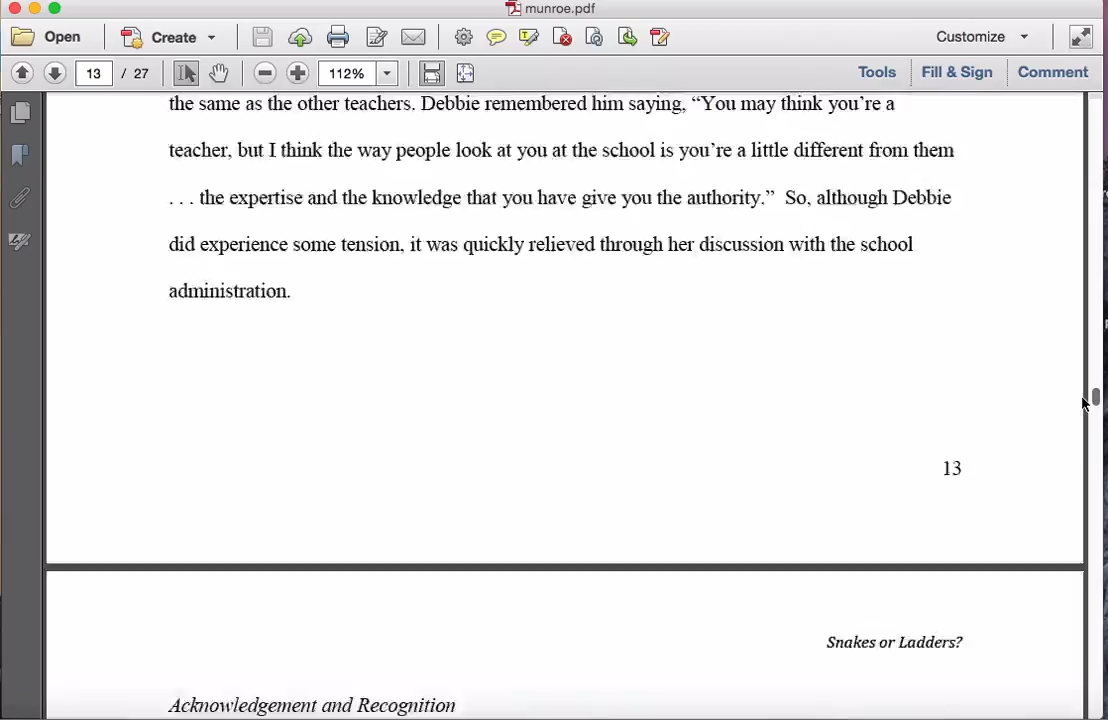 munroe.pdf
Open
Create
Customize
13 / 27
112%
Tools
Fill & Sign
Comment
the same as the other teachers. Debbie remembered him saying, “You may think you’re a
teacher, but I think the way people look at you at the school is you’re a little different from them
. . . the expertise and the knowledge that you have give you the authority.”  So, although Debbie
did experience some tension, it was quickly relieved through her discussion with the school
administration.
13
Snakes or Ladders?
Acknowledgement and Recognition